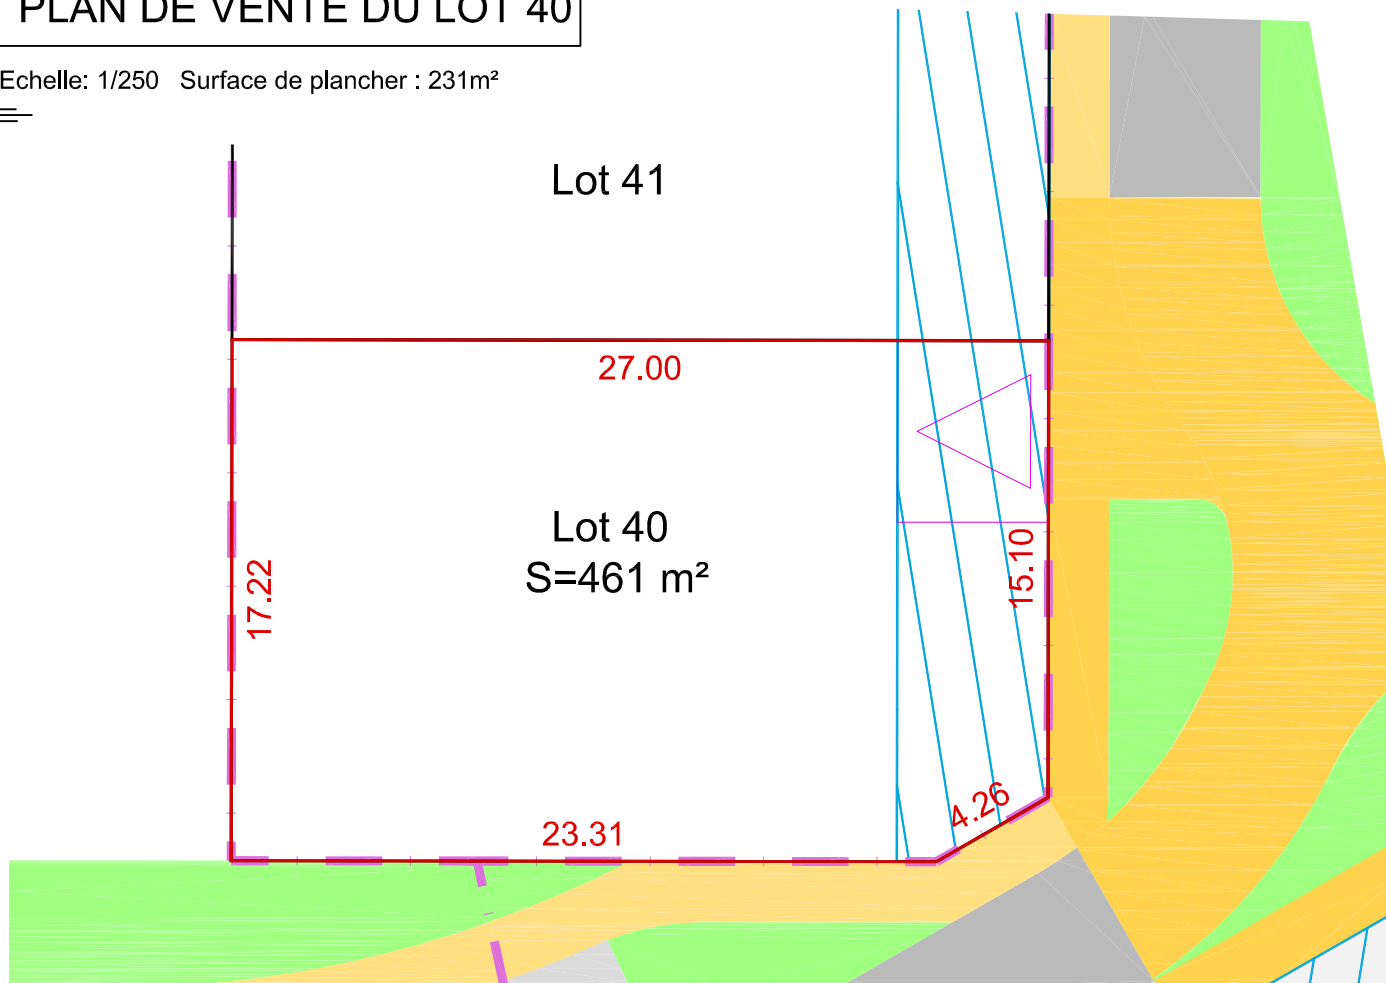 PLAN DE VENTE DU LOT 40
Echelle: 1/250 Surface de plancher : 231m²
Lot 41
27.00
Lot 40
S=461 m²
17.22
15.10
4.26
23.31